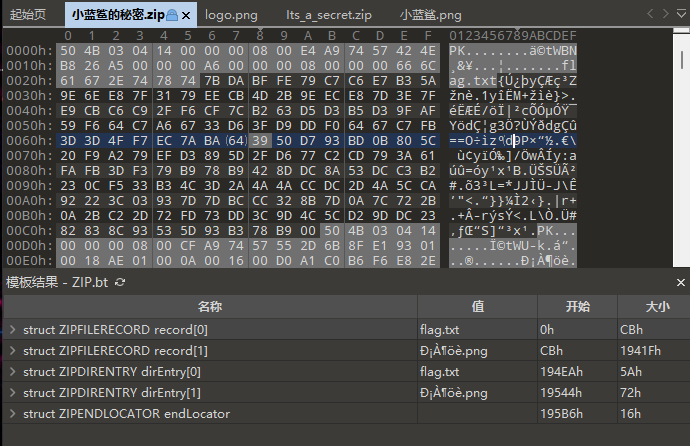 起始页 小蓝鲨的秘密.zip logo.png Its_a_secret.zip 小蓝鲨.png
0 1 2 3 4 5 6 7 8 9 A B C D E F 0123456789ABCDEF
0000h: 50 4B 03 04 14 00 00 00 08 00 E4 A9 74 57 42 4E PK........ä©tWBN
0010h: B8 26 A5 00 00 00 A6 00 00 00 08 00 00 00 66 6C ¸&¥...¦.......fl
0020h: 61 67 2E 74 78 74 7B DA BF FE 79 C7 C6 E7 B3 5A ag.txt{Ú¿þyÇÆç³Z
0030h: 9E 6E E8 7F 31 79 EE CB 4D 2B 9E EC E8 7D 3E 7F žnè.1yîËM+žìè}>.
0040h: E9 CB C6 C9 2F F6 CF 7C B2 63 D5 D3 B5 D3 9F AF éËÆÉ/öÏ|²cÕÓµÓŸ¯
0050h: 59 F6 64 C7 A6 67 33 D6 3F D9 DD F0 64 67 C7 FB YödÇ¦g3Ö?ÙÝðdgÇû
0060h: 3D 3D 4F F7 EC 7A BA 64 39 50 D7 93 BD 0B 80 5C ==O÷ìzºd9P×“½.€\
0070h: 20 F9 A2 79 EF D3 89 5D 2F D6 77 C2 CD 79 3A 61 ù¢yïÓ‰]/ÖwÂÍy:a
0080h: FA FB 3D F3 79 B9 78 B9 42 8D DC 8A 53 DC C3 B2 úû=óy¹x¹B.ÜŠSÜÃ²
0090h: 23 0C F5 33 B3 4C 3D 2A 4A 4A CC DC 2D 4A 5C CA #.õ3³L=*JJÌÜ-J\Ê
00A0h: 92 22 3C 03 93 7D 7D BC CC 32 8B 7D 0A 7C 72 2B ’"<.“}}¼Ì2‹}.|r+
00B0h: 0A 2B C2 2D 72 FD 73 DD 3C 9D 4C 5C D2 9D DC 23 .+Â-rýsÝ<.L\Ò.Ü#
00C0h: 82 83 8C 93 53 5D 93 B3 78 B9 00 50 4B 03 04 14 ‚ƒŒ“S]“³x¹.PK...
00D0h: 00 00 00 08 00 CF A9 74 57 55 2D 6B 8F E1 93 01 .....Ï©tWU-k.á“.
00E0h: 00 18 AE 01 00 0A 00 16 00 D0 A1 C0 B6 F6 E8 2E ..®......Ð¡À¶öè.
模板结果 - ZIP.bt
名称 值 开始 大小
struct ZIPFILERECORD record[0] flag.txt 0h CBh
struct ZIPFILERECORD record[1] Ð¡À¶öè.png CBh 1941Fh
struct ZIPDIRENTRY dirEntry[0] flag.txt 194EAh 5Ah
struct ZIPDIRENTRY dirEntry[1] Ð¡À¶öè.png 19544h 72h
struct ZIPENDLOCATOR endLocator 195B6h 16h